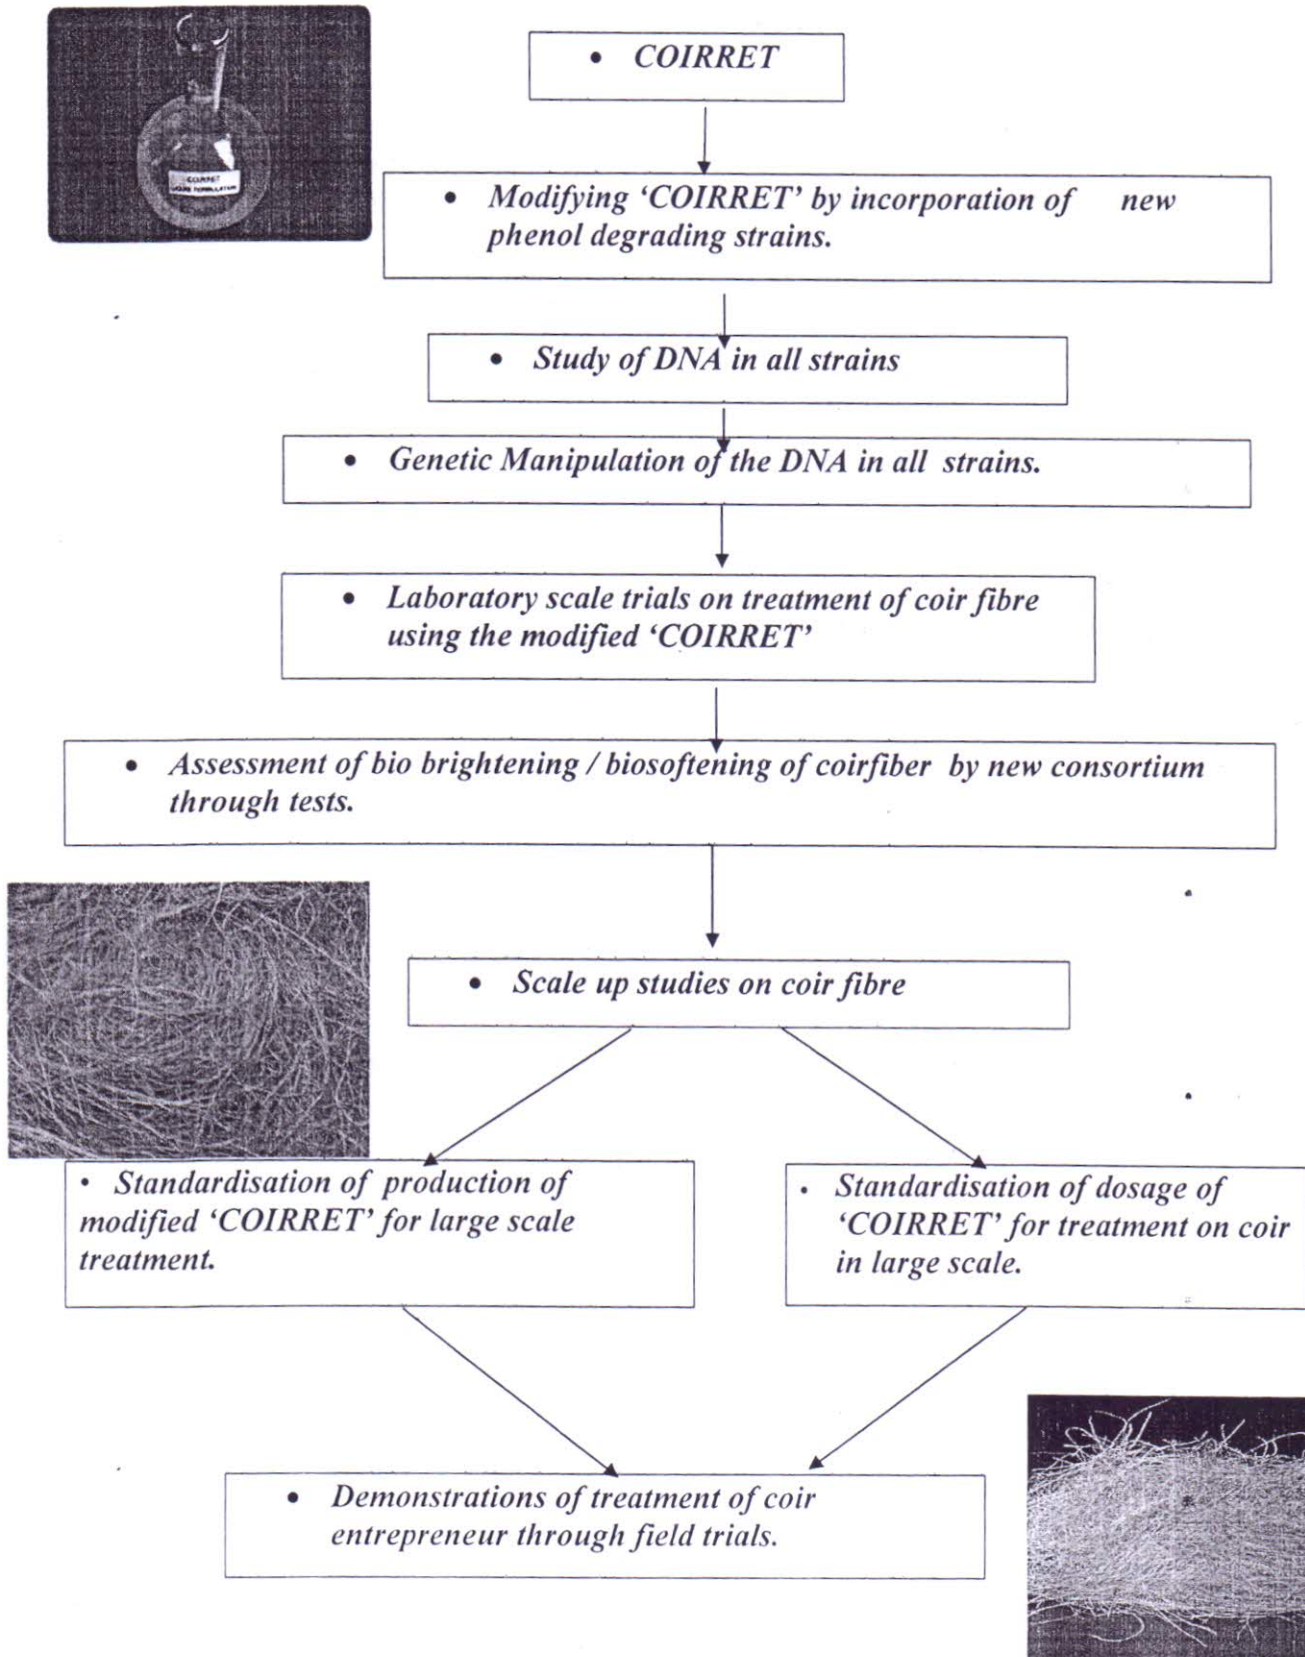 • COIRRET
COIRRET
LIQUID FORMULATION
• Modifying ‘COIRRET’ by incorporation of new
phenol degrading strains.
• Study of DNA in all strains
• Genetic Manipulation of the DNA in all strains.
• Laboratory scale trials on treatment of coir fibre
using the modified ‘COIRRET’
• Assessment of bio brightening / biosoftening of coirfiber by new consortium
through tests.
• Scale up studies on coir fibre
• Standardisation of production of
modified ‘COIRRET’ for large scale
treatment.
• Standardisation of dosage of
‘COIRRET’ for treatment on coir
in large scale.
• Demonstrations of treatment of coir
entrepreneur through field trials.